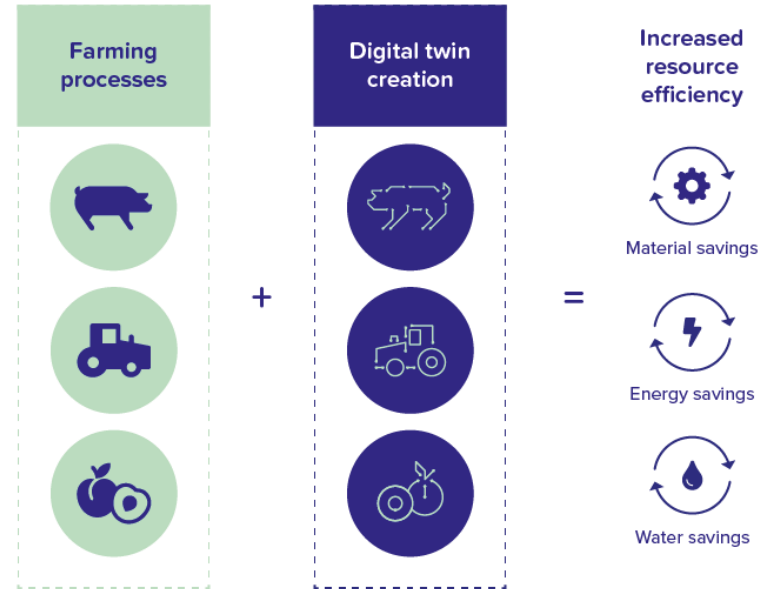 Farming
processes
+
Digital twin
creation
=
Increased
resource
efficiency
Material savings
Energy savings
Water savings